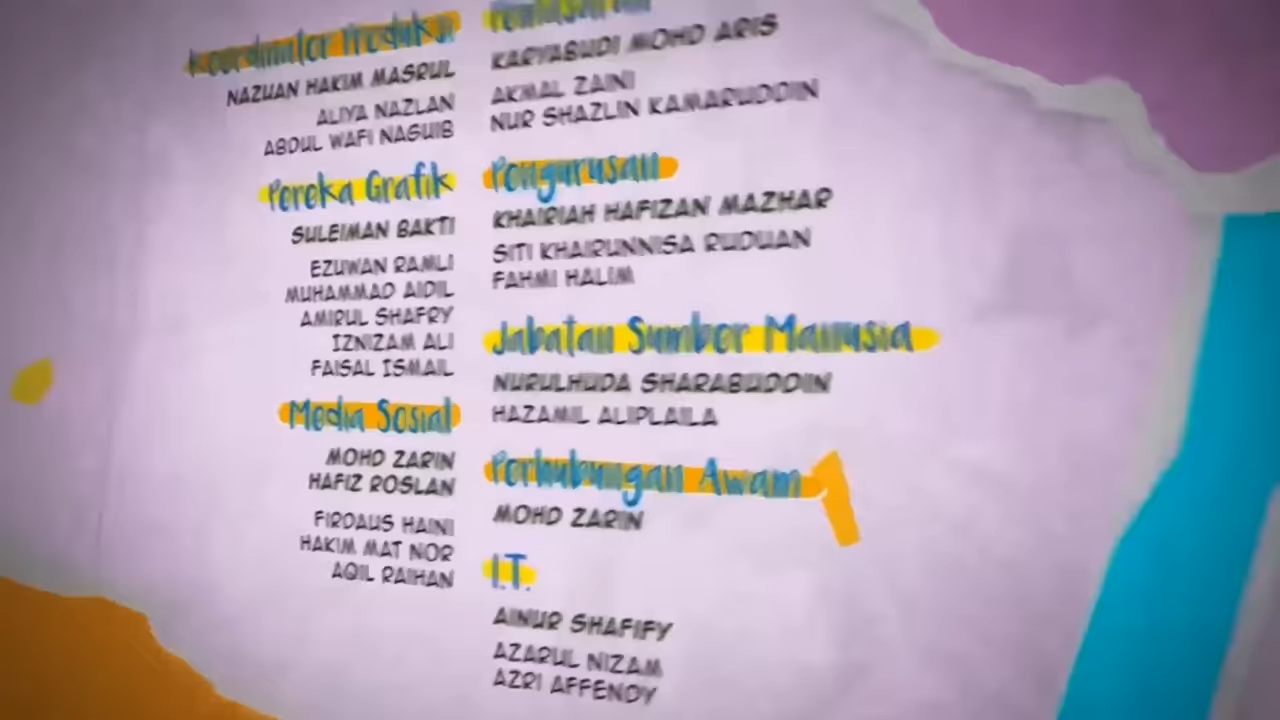 Koordinator Produksi
NAZUAN HAKIM MASRUL
ALIYA NAZLAN
ABDUL WAFI NAGUIB
Pereka Grafik
SULEIMAN BAKTI
EZUWAN RAMLI
MUHAMMAD AIDIL
AMIRUL SHAFRY
IZNIZAM ALI
FAISAL ISMAIL
Media Sosial
MOHD ZARIN
HAFIZ ROSLAN
FIRDAUS HAINI
HAKIM MAT NOR
AQIL RAIHAN
Pemasaran
KARYABUDI MOHD ARIS
AKMAL ZAINI
NUR SHAZLIN KAMARUDDIN
Pengurusan
KHAIRIAH HAFIZAN MAZHAR
SITI KHAIRUNNISA RUDUAN
FAHMI HALIM
Jabatan Sumber Manusia
NURULHUDA SHARABUDDIN
HAZAMIL ALIPLAILA
Perhubungan Awam
MOHD ZARIN
I.T.
AINUR SHAFIFY
AZARUL NIZAM
AZRI AFFENDY